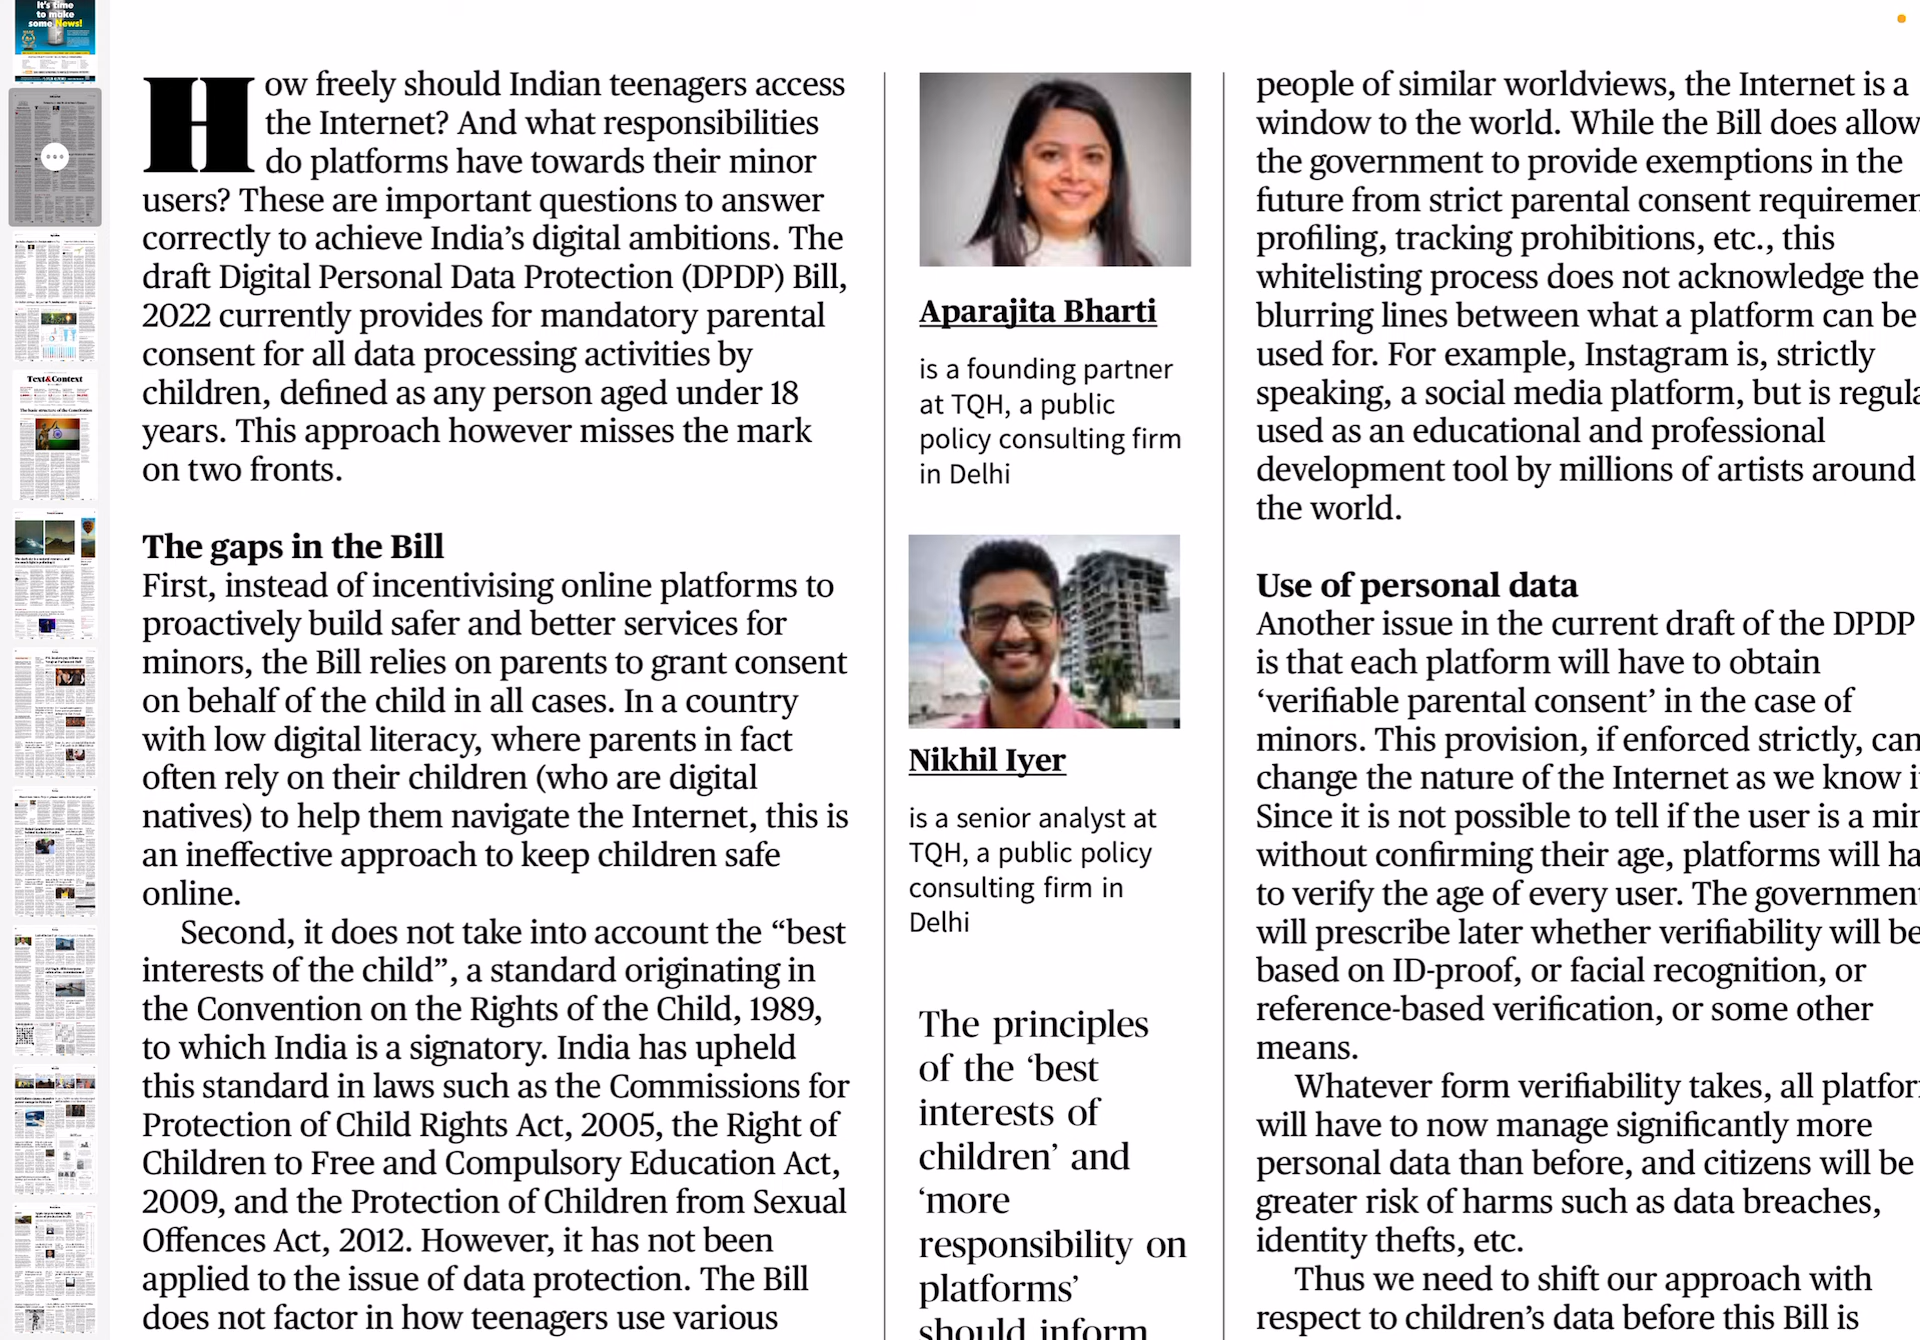 It's time
to make
some News!
How freely should Indian teenagers access
the Internet? And what responsibilities
do platforms have towards their minor
users? These are important questions to answer
correctly to achieve India’s digital ambitions. The
draft Digital Personal Data Protection (DPDP) Bill,
2022 currently provides for mandatory parental
consent for all data processing activities by
children, defined as any person aged under 18
years. This approach however misses the mark
on two fronts.
The gaps in the Bill
First, instead of incentivising online platforms to
proactively build safer and better services for
minors, the Bill relies on parents to grant consent
on behalf of the child in all cases. In a country
with low digital literacy, where parents in fact
often rely on their children (who are digital
natives) to help them navigate the Internet, this is
an ineffective approach to keep children safe
online.
Second, it does not take into account the “best
interests of the child”, a standard originating in
the Convention on the Rights of the Child, 1989,
to which India is a signatory. India has upheld
this standard in laws such as the Commissions for
Protection of Child Rights Act, 2005, the Right of
Children to Free and Compulsory Education Act,
2009, and the Protection of Children from Sexual
Offences Act, 2012. However, it has not been
applied to the issue of data protection. The Bill
does not factor in how teenagers use various
Aparajita Bharti
is a founding partner
at TQH, a public
policy consulting firm
in Delhi
Nikhil Iyer
is a senior analyst at
TQH, a public policy
consulting firm in
Delhi
The principles
of the ‘best
interests of
children’ and
‘more
responsibility on
platforms’
should inform
people of similar worldviews, the Internet is a
window to the world. While the Bill does allow
the government to provide exemptions in the
future from strict parental consent
profiling, tracking prohibitions, etc., this
whitelisting process does not acknowledge the
blurring lines between what a platform can be
used for. For example, Instagram is, strictly
speaking, a social media platform, but is
used as an educational and professional
development tool by millions of artists around
the world.
Use of personal data
Another issue in the current draft of the DPDP
is that each platform will have to obtain
‘verifiable parental consent’ in the case of
minors. This provision, if enforced strictly, can
change the nature of the Internet as we know
Since it is not possible to tell if the user is a
without confirming their age, platforms will
to verify the age of every user. The government
will prescribe later whether verifiability will be
based on ID-proof, or facial recognition, or
reference-based verification, or some other
means.
Whatever form verifiability takes, all
will have to now manage significantly more
personal data than before, and citizens will be
greater risk of harms such as data breaches,
identity thefts, etc.
Thus we need to shift our approach with
respect to children’s data before this Bill is
Text&Context
The basic structure of the Constitution